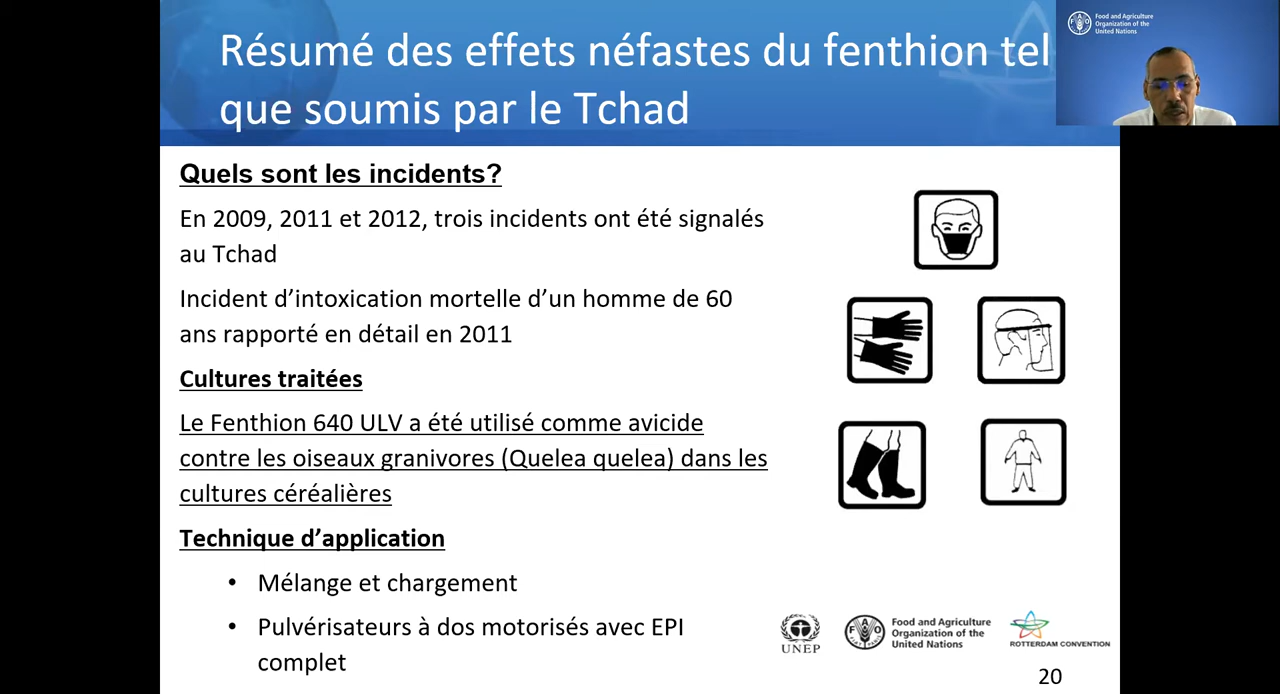 Résumé des effets néfastes du fenthion tel
que soumis par le Tchad
Food and Agriculture
Organization of the
United Nations
Quels sont les incidents?
En 2009, 2011 et 2012, trois incidents ont été signalés
au Tchad
Incident d’intoxication mortelle d’un homme de 60
ans rapporté en détail en 2011
Cultures traitées
Le Fenthion 640 ULV a été utilisé comme avicide
contre les oiseaux granivores (Quelea quelea) dans les
cultures céréalières
Technique d’application
• Mélange et chargement
• Pulvérisateurs à dos motorisés avec EPI
complet
UNEP
Food and Agriculture
Organization of the
United Nations
ROTTERDAM CONVENTION
20